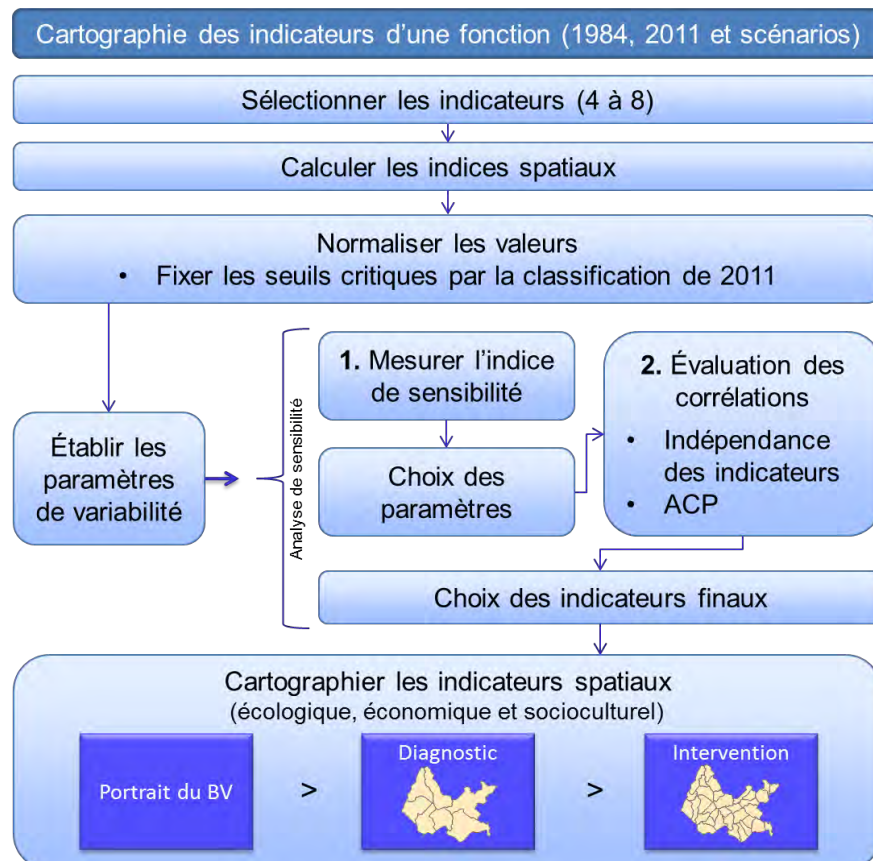 Cartographie des indicateurs d'une fonction (1984, 2011 et scénarios)
Sélectionner les indicateurs (4 à 8)
Calculer les indices spatiaux
Normaliser les valeurs
• Fixer les seuils critiques par la classification de 2011
Établir les
paramètres
de variabilité
Analyse de sensibilité
1. Mesurer l'indice
de sensibilité
Choix des
paramètres
2. Évaluation des
corrélations
• Indépendance
des indicateurs
• ACP
Choix des indicateurs finaux
Cartographier les indicateurs spatiaux
(écologique, économique et socioculturel)
Portrait du BV
>
Diagnostic
>
Intervention